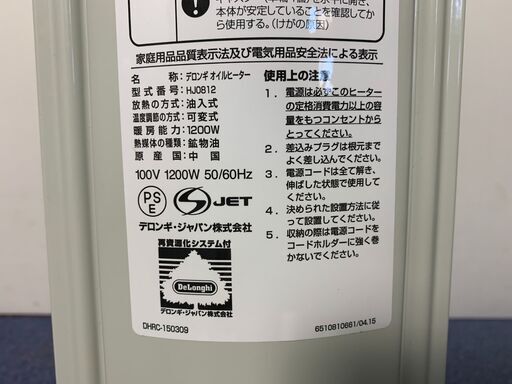 本体が安定していることを確認してか
ら使用する。(けがの原因)
家庭用品品質表示法及び電気用品安全法による表示
名　　　称：デロンギ オイルヒーター
型 式 番 号：HJ0812
放 熱 の 方 式：油入式
温度調節の方式：可変式
暖 房 能 力：1200W
熱媒体の種類：鉱物油
原 産 国：中 国
100V 1200W 50/60Hz
PS
E
S JET
デロンギ・ジャパン株式会社
再資源化システム付
DeLonghi
デロンギ・ジャパン株式会社
DHRC-150309
使用上の注意
1．電源は必ずこのヒーター
の定格消費電力以上の容
量をもつコンセントから
とってください。
2．差込みプラグは根元まで
よく差し込んでください。
3．電源コードは全て解き、
伸ばした状態で使用して
ください。
4．決められた設置方法に従
って設置してください。
5．収納の際は電源コードを
コードホルダーに強く巻
かないでください。
6510810661/04.15